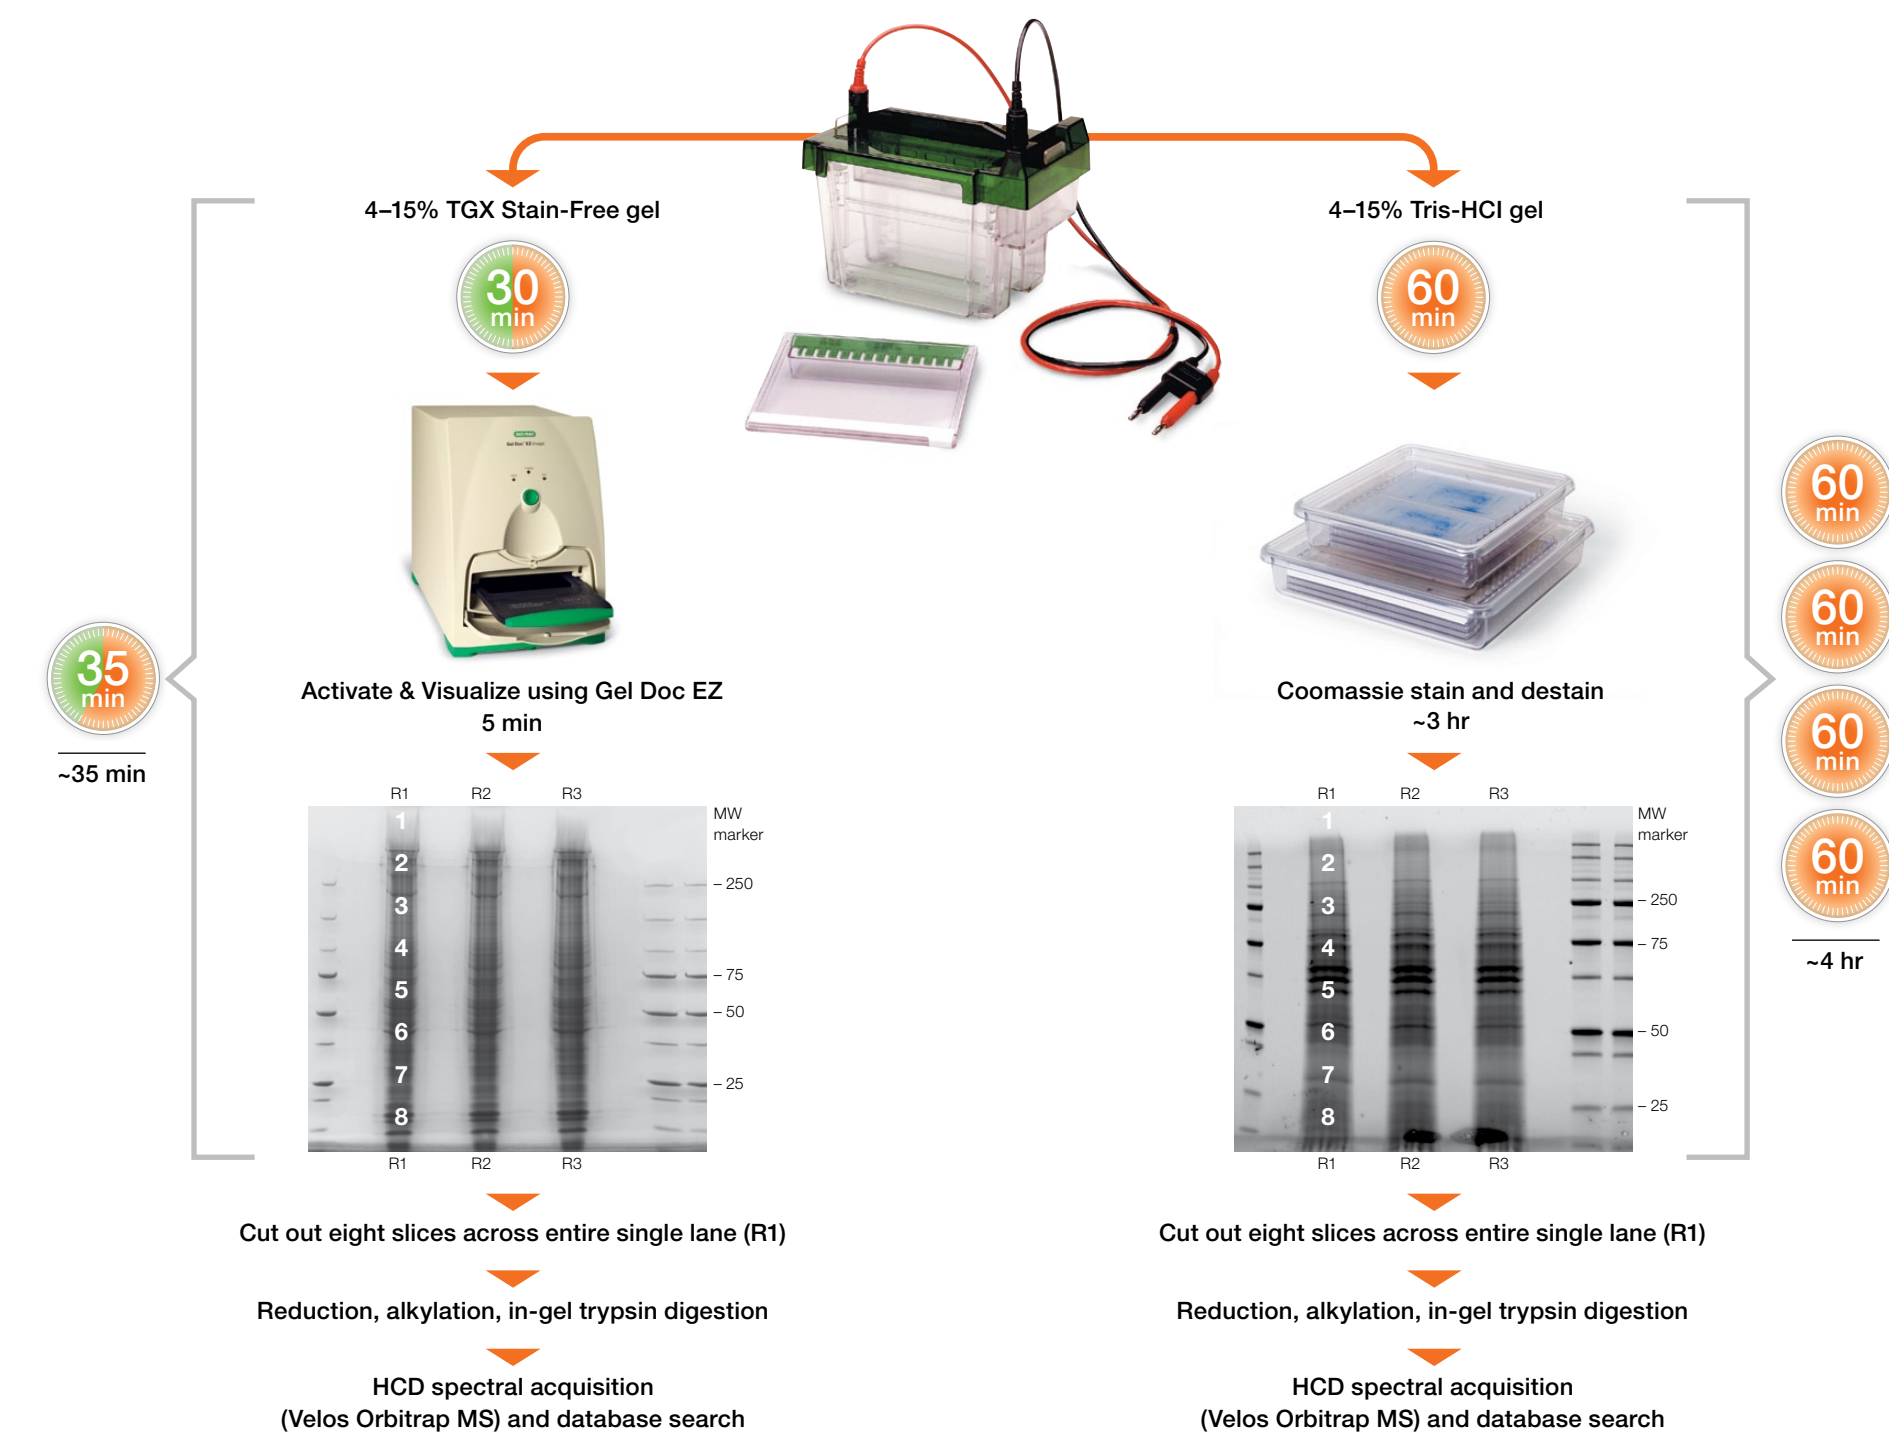 4–15% TGX Stain-Free gel
30
min
BIO-RAD
Gel Doc EZ Imager
Activate & Visualize using Gel Doc EZ
5 min
35
min
~35 min
R1 R2 R3
MW
marker
1
2
3
4
5
6
7
8
– 250
– 75
– 50
– 25
R1 R2 R3
Cut out eight slices across entire single lane (R1)
Reduction, alkylation, in-gel trypsin digestion
HCD spectral acquisition
(Velos Orbitrap MS) and database search
4–15% Tris-HCl gel
60
min
Coomassie stain and destain
~3 hr
R1 R2 R3
MW
marker
1
2
3
4
5
6
7
8
– 250
– 75
– 50
– 25
R1 R2 R3
60
min
60
min
60
min
60
min
~4 hr
Cut out eight slices across entire single lane (R1)
Reduction, alkylation, in-gel trypsin digestion
HCD spectral acquisition
(Velos Orbitrap MS) and database search